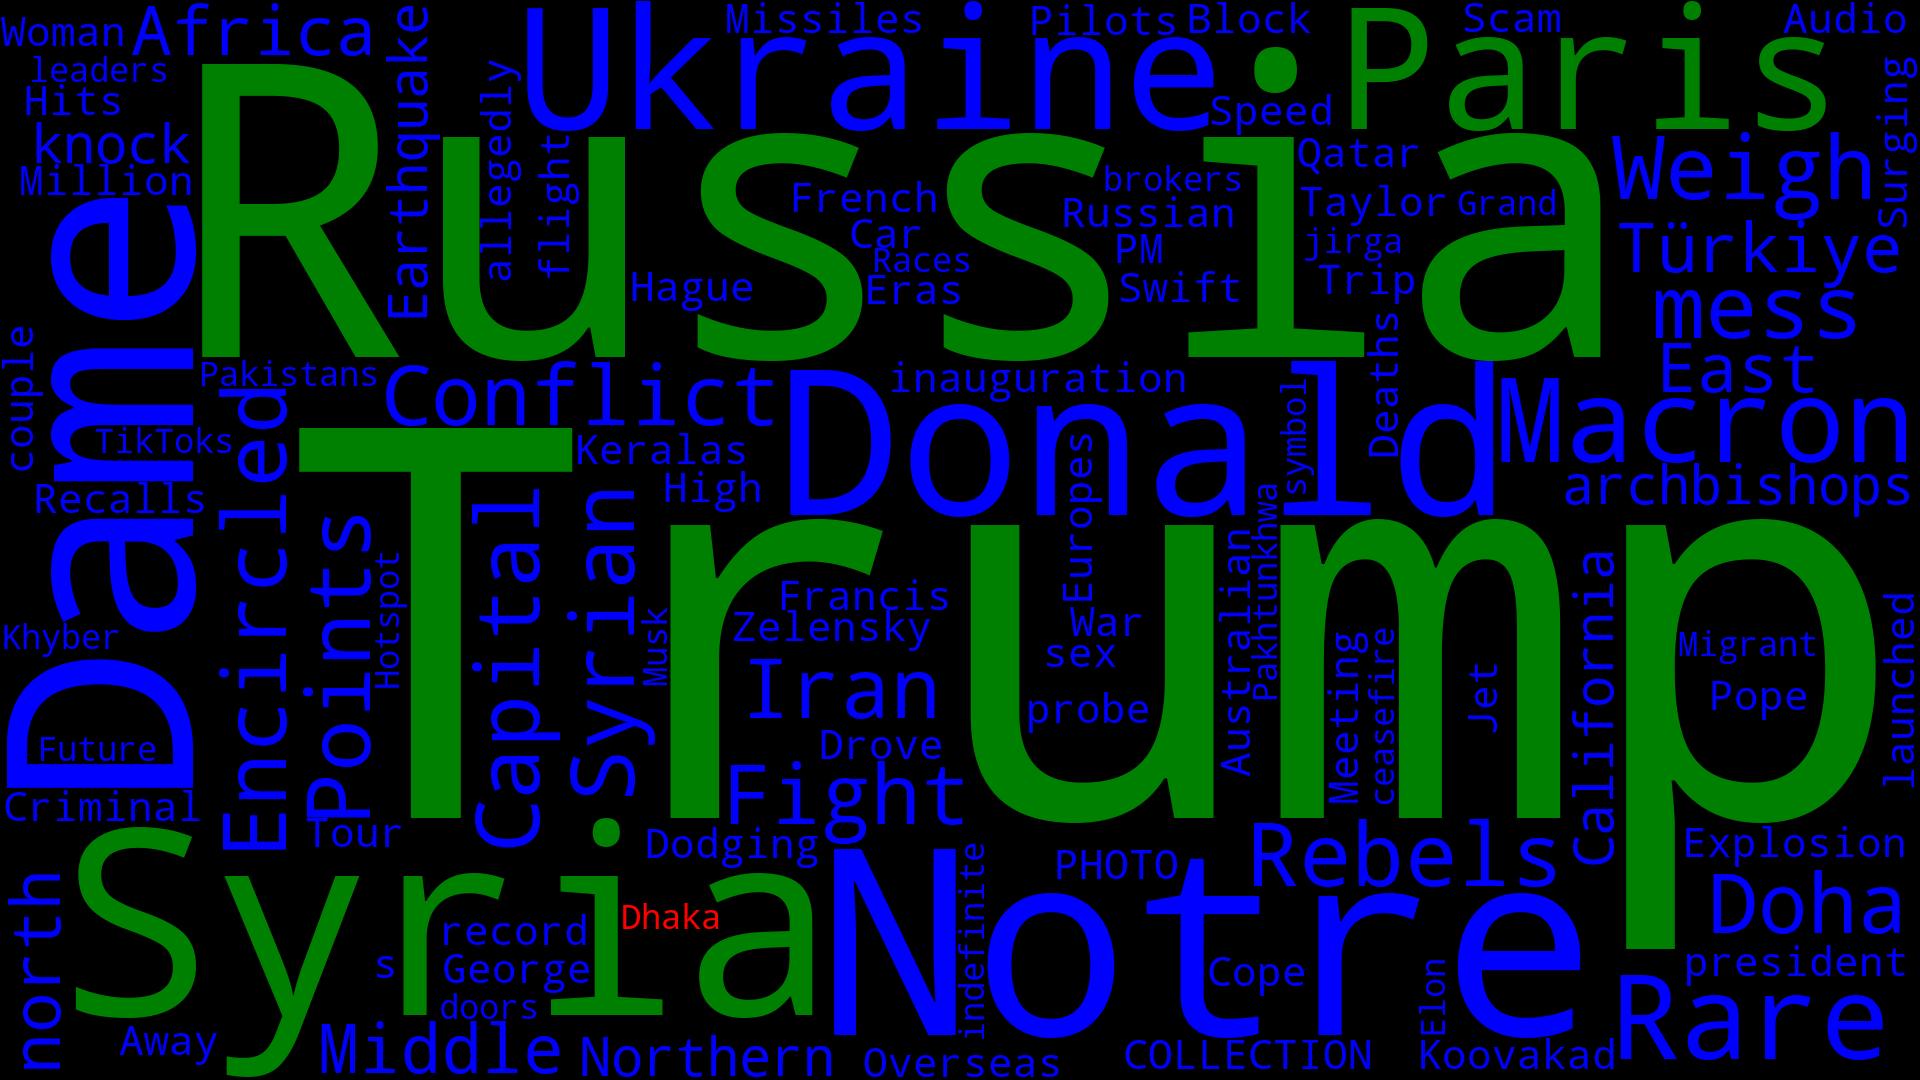 Woman
Africa
Earthquake
Ukraine
Missiles
Pilots
Block
Paris
Scam
Audio
leaders
Hits
knock
Million
Russia
allegedly
flight
Speed
Surging
Weigh
Qatar
French
brokers
Taylor
Grand
Russian
Car
Races
PM
jirga
Türkiye
Hague
Eras
Swift
Trip
mess
Dame
couple
Pakistans
Conflict
inauguration
Donald
symbol
Deaths
East
Macron
TikToks
Keralas
Recalls
High
archbishops
Encircled
Points
Hotspot
Trump
Capital
Syrian
Musk
Europes
Pakhtunkhwa
Australian
Francis
Zelensky
War
sex
Khyber
Iran
probe
Meeting
ceasefire
Jet
California
Migrant
Pope
launched
Future
Drove
Fight
Criminal
Tour
Dodging
PHOTO
Rebels
Explosion
north
Syria
Dhaka
record
s
George
doors
Notre
indefinite
Cope
Elon
Doha
president
Rare
Away
Middle
Northern
Overseas
COLLECTION
Koovakad